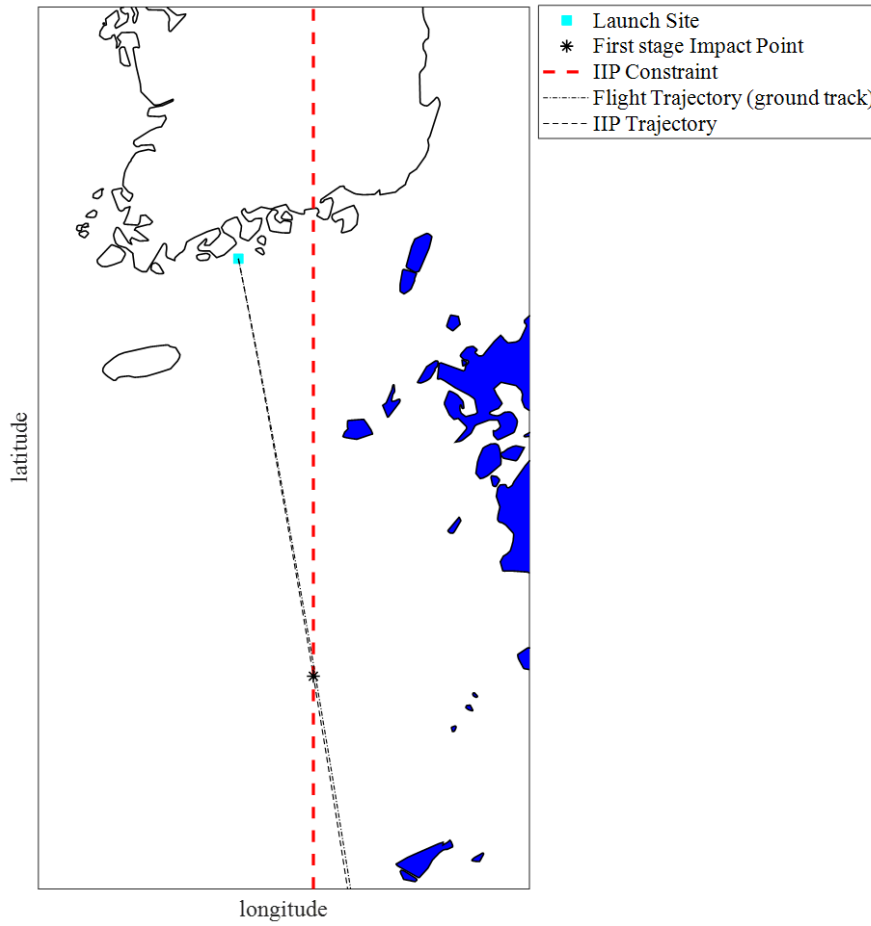 Launch Site
First stage Impact Point
IIP Constraint
Flight Trajectory (ground track)
IIP Trajectory
latitude
longitude